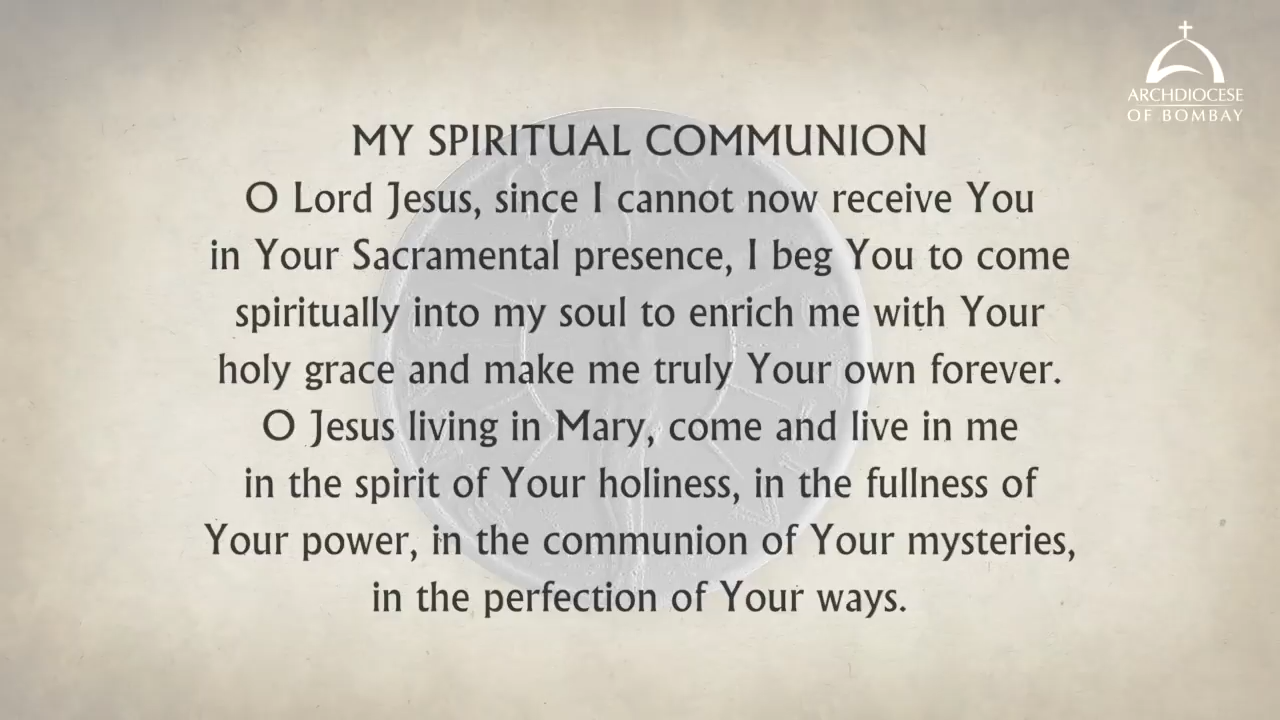 ARCHDIOCESE
OF BOMBAY
MY SPIRITUAL COMMUNION
O Lord Jesus, since I cannot now receive You
in Your Sacramental presence, I beg You to come
spiritually into my soul to enrich me with Your
holy grace and make me truly Your own forever.
O Jesus living in Mary, come and live in me
in the spirit of Your holiness, in the fullness of
Your power, in the communion of Your mysteries,
in the perfection of Your ways.